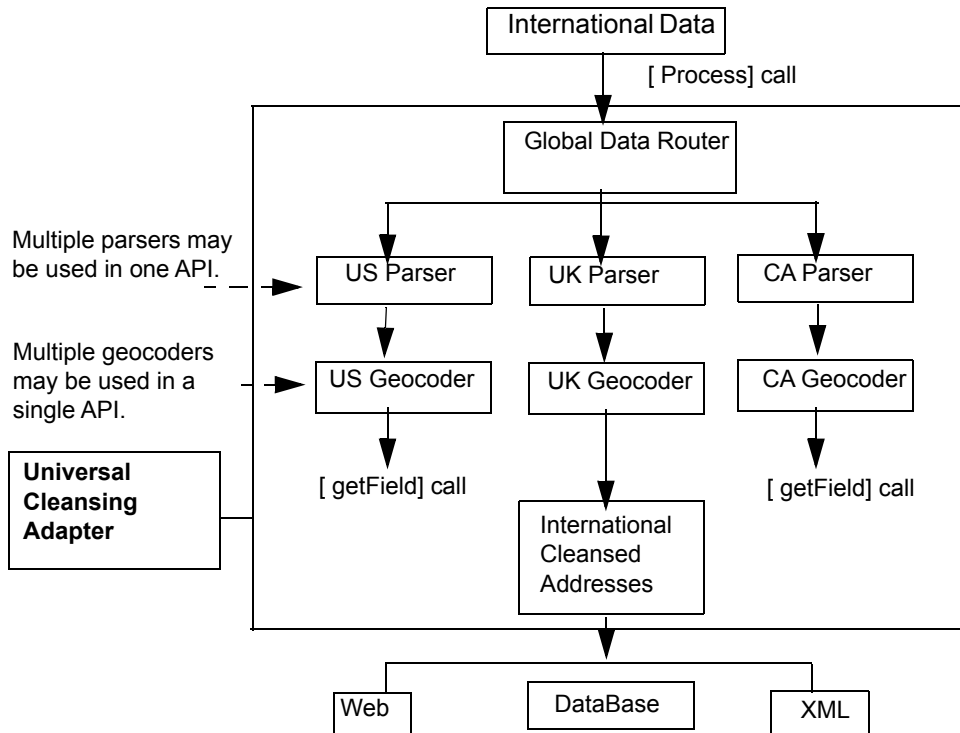 International Data
[ Process] call
Global Data Router
Multiple parsers may
be used in one API.
US Parser
UK Parser
CA Parser
Multiple geocoders
may be used in a
single API.
US Geocoder
UK Geocoder
CA Geocoder
Universal
Cleansing
Adapter
[ getField] call
[ getField] call
International
Cleansed
Addresses
Web
DataBase
XML